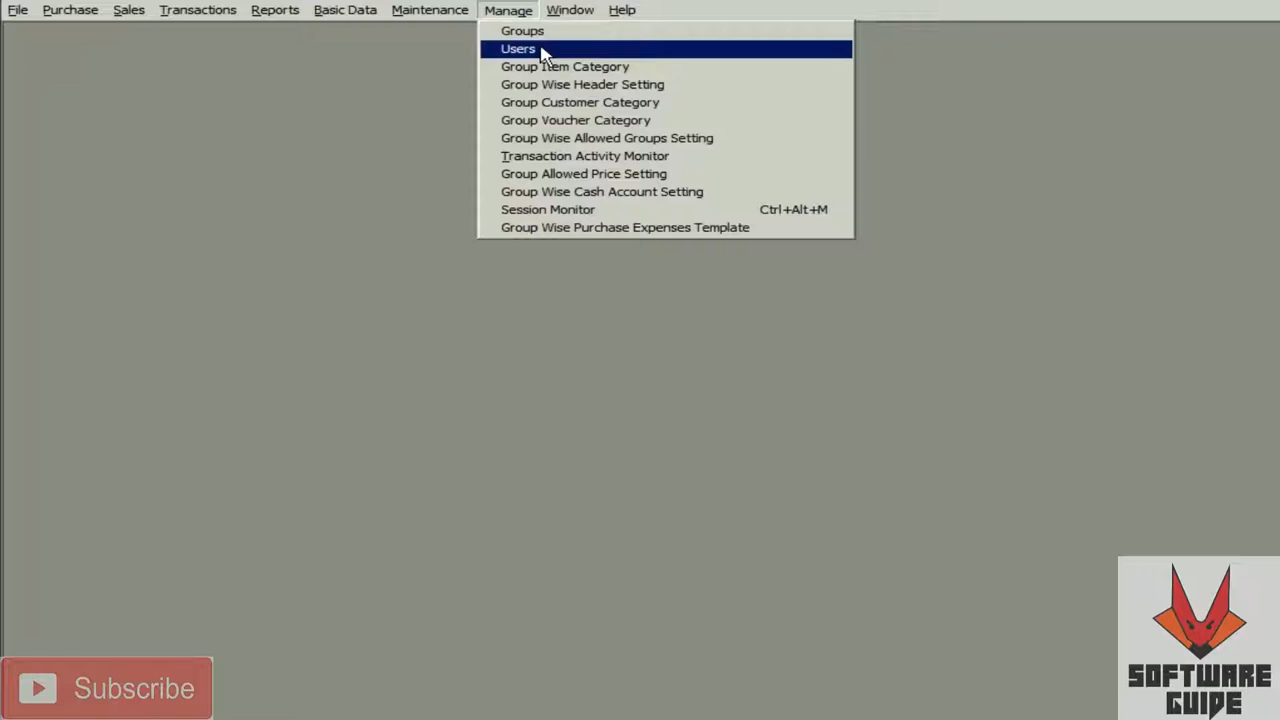 File Purchase Sales Transactions Reports Basic Data Maintenance Manage Window Help
Groups
Users
Group Item Category
Group Wise Header Setting
Group Customer Category
Group Voucher Category
Group Wise Allowed Groups Setting
Transaction Activity Monitor
Group Allowed Price Setting
Group Wise Cash Account Setting
Session Monitor Ctrl+Alt+M
Group Wise Purchase Expenses Template
Subscribe
SOFTWARE
GUIDE